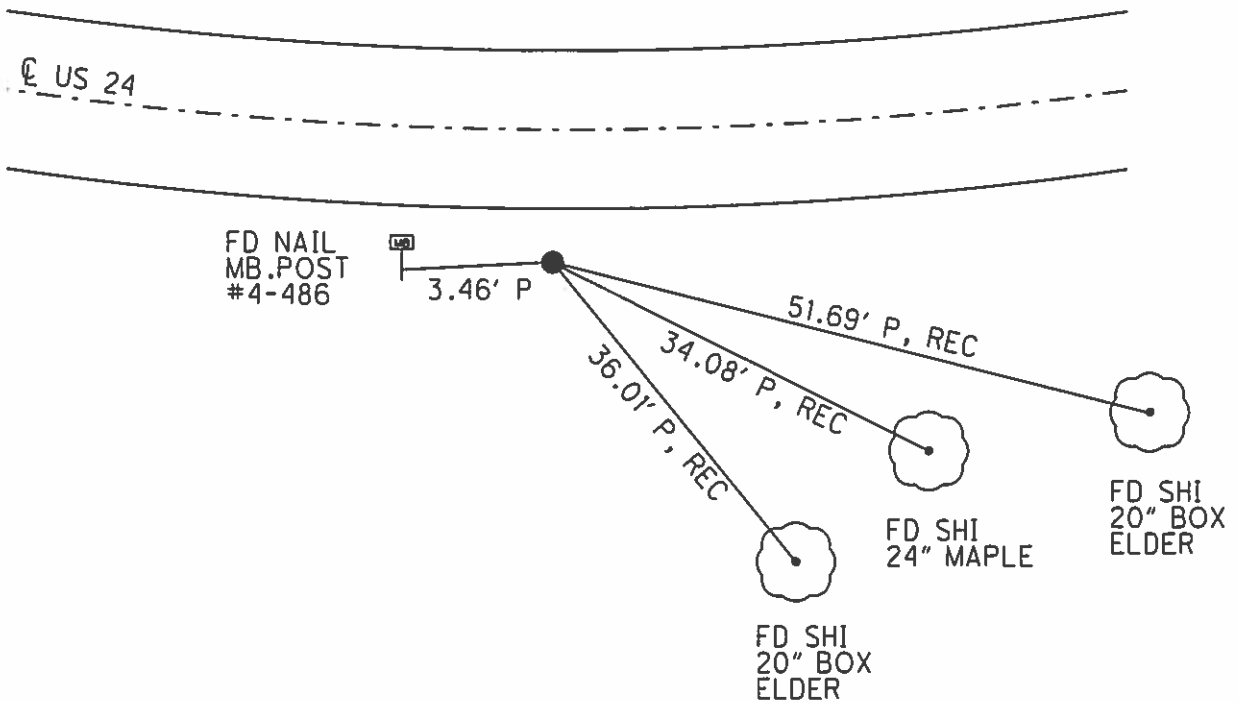 ℄ US 24
FD NAIL
MB.POST
#4-486
MB
3.46' P
51.69' P, REC
34.08' P, REC
36.01' P, REC
FD SHI
20" BOX
ELDER
FD SHI
24" MAPLE
FD SHI
20" BOX
ELDER